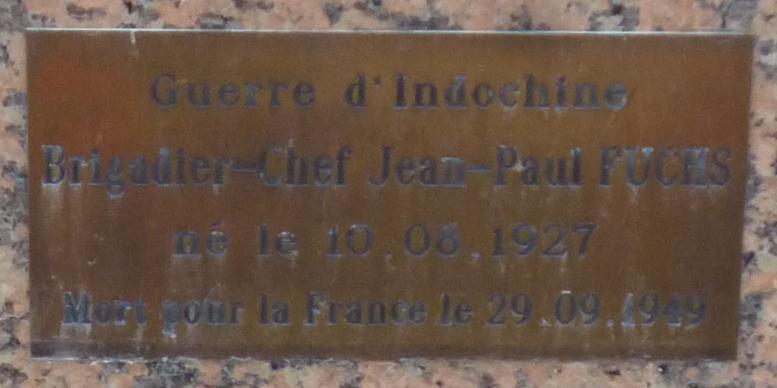 Guerre d'Indochine
Brigadier-Chef Jean-Paul FUCHS
né le 10.08.1927
Mort pour la France le 29.09.1949